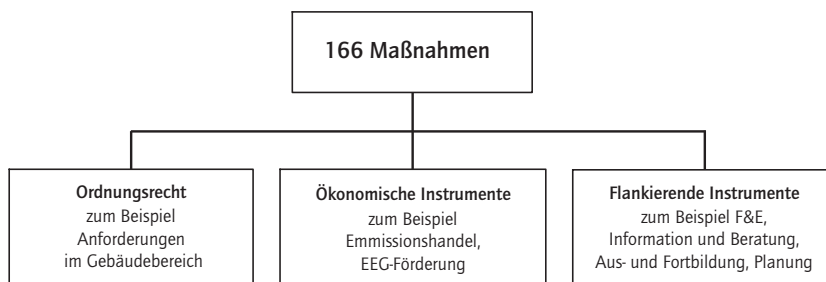 166 Maßnahmen
Ordnungsrecht
zum Beispiel
Anforderungen
im Gebäudebereich
Ökonomische Instrumente
zum Beispiel
Emmissionshandel,
EEG-Förderung
Flankierende Instrumente
zum Beispiel F&E,
Information und Beratung,
Aus- und Fortbildung, Planung